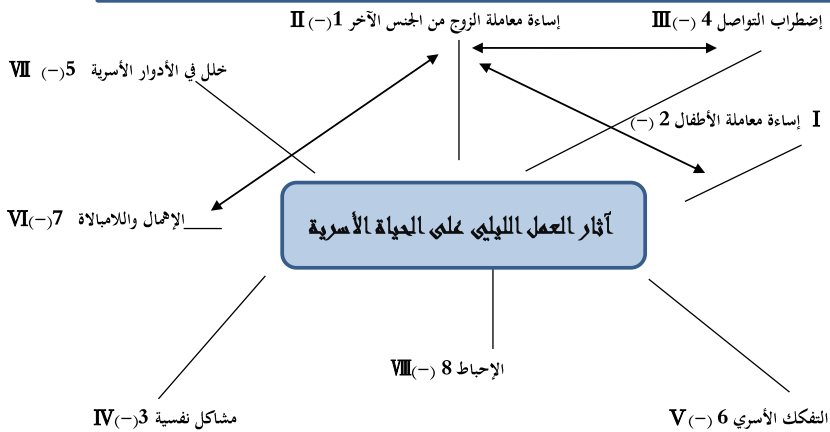 إضطراب التواصل 4 (–) III
إساءة معاملة الزوج من الجنس الآخر 1(–) II
خلل في الأدوار الأسرية 5(–) VII
I إساءة معاملة الأطفال 2 (–)
الإهمال واللامبالاة 7(–)VI
آثار العمل الليلي على الحياة الأسرية
الإحباط 8 (–)VIII
التفكك الأسري 6 (–) V
مشاكل نفسية 3(–)IV